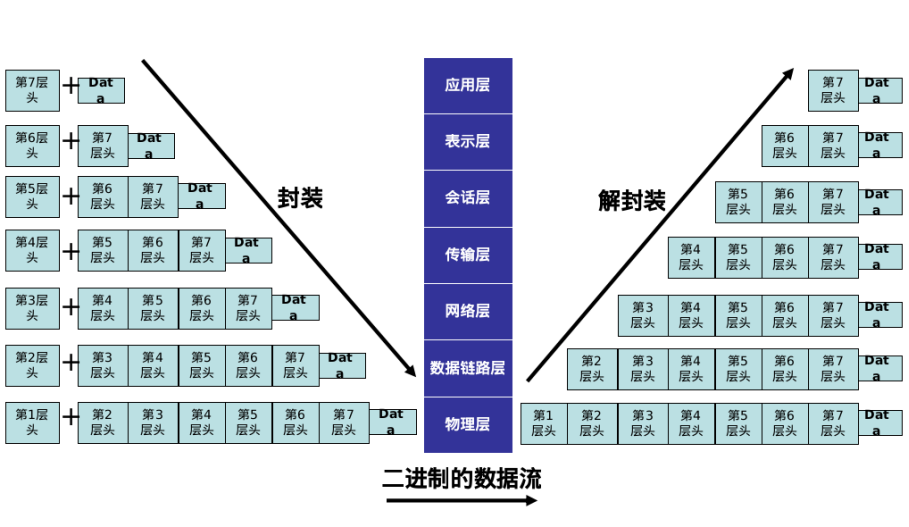 第7层头 + Data 应用层 第7层头 Data
第6层头 + 第7层头 Data 表示层 第6层头 第7层头 Data
第5层头 + 第6层头 第7层头 Data 封装 会话层 解封装 第5层头 第6层头 第7层头 Data
第4层头 + 第5层头 第6层头 第7层头 Data 传输层 第4层头 第5层头 第6层头 第7层头 Data
第3层头 + 第4层头 第5层头 第6层头 第7层头 Data 网络层 第3层头 第4层头 第5层头 第6层头 第7层头 Data
第2层头 + 第3层头 第4层头 第5层头 第6层头 第7层头 Data 数据链路层 第2层头 第3层头 第4层头 第5层头 第6层头 第7层头 Data
第1层头 + 第2层头 第3层头 第4层头 第5层头 第6层头 第7层头 Data 物理层 第1层头 第2层头 第3层头 第4层头 第5层头 第6层头 第7层头 Data
二进制的数据流